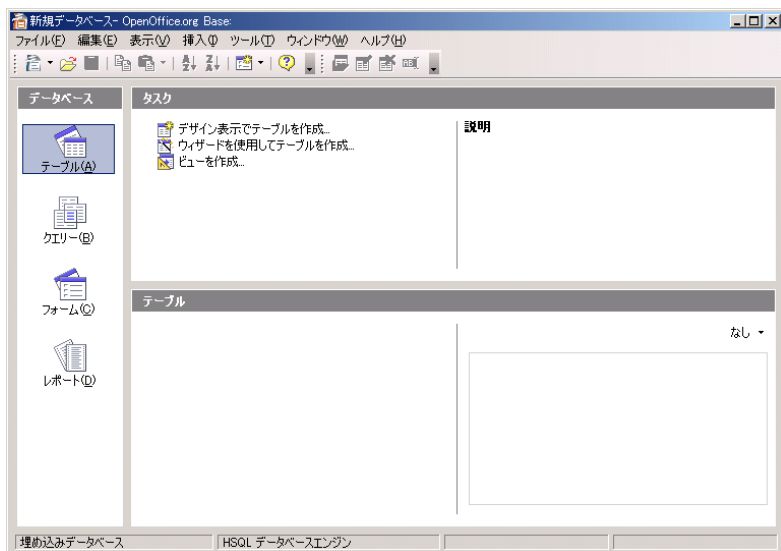 新規データベース- OpenOffice.org Base:
ファイル(F) 編集(E) 表示(V) 挿入(I) ツール(T) ウィンドウ(W) ヘルプ(H)
データベース
タスク
テーブル(A)
クエリー(B)
フォーム(C)
レポート(D)
デザイン表示でテーブルを作成...
ウィザードを使用してテーブルを作成...
ビューを作成...
説明
テーブル
なし
埋め込みデータベース
HSQL データベースエンジン